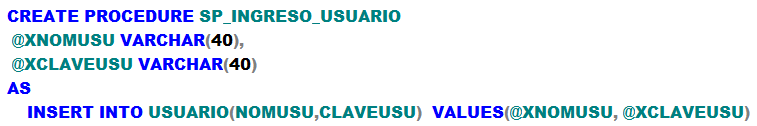 CREATE PROCEDURE SP_INGRESO_USUARIO
@XNOMUSU VARCHAR(40),
@XCLAVEUSU VARCHAR(40)
AS
INSERT INTO USUARIO(NOMUSU,CLAVEUSU) VALUES(@XNOMUSU, @XCLAVEUSU)